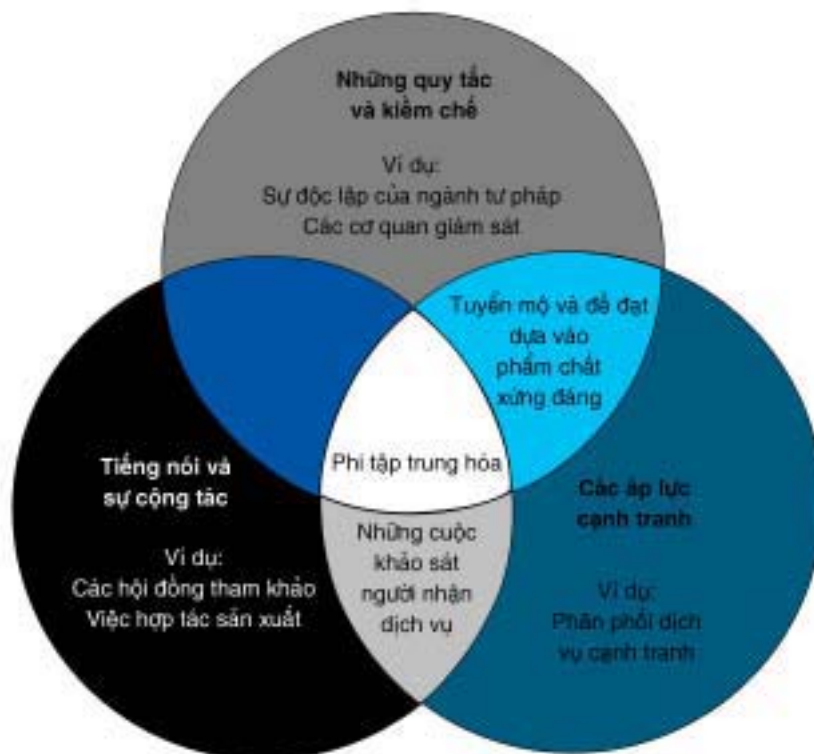 Những quy tắc
và kiềm chế
Ví dụ:
Sự độc lập của ngành tư pháp
Các cơ quan giám sát
Tuyển mộ và đề đạt
dựa vào
phẩm chất
xứng đáng
Phi tập trung hóa
Tiếng nói và
sự cộng tác
Ví dụ:
Các hội đồng tham khảo
Việc hợp tác sản xuất
Những cuộc
khảo sát
người nhận
dịch vụ
Các áp lực
cạnh tranh
Ví dụ:
Phân phối dịch
vụ cạnh tranh